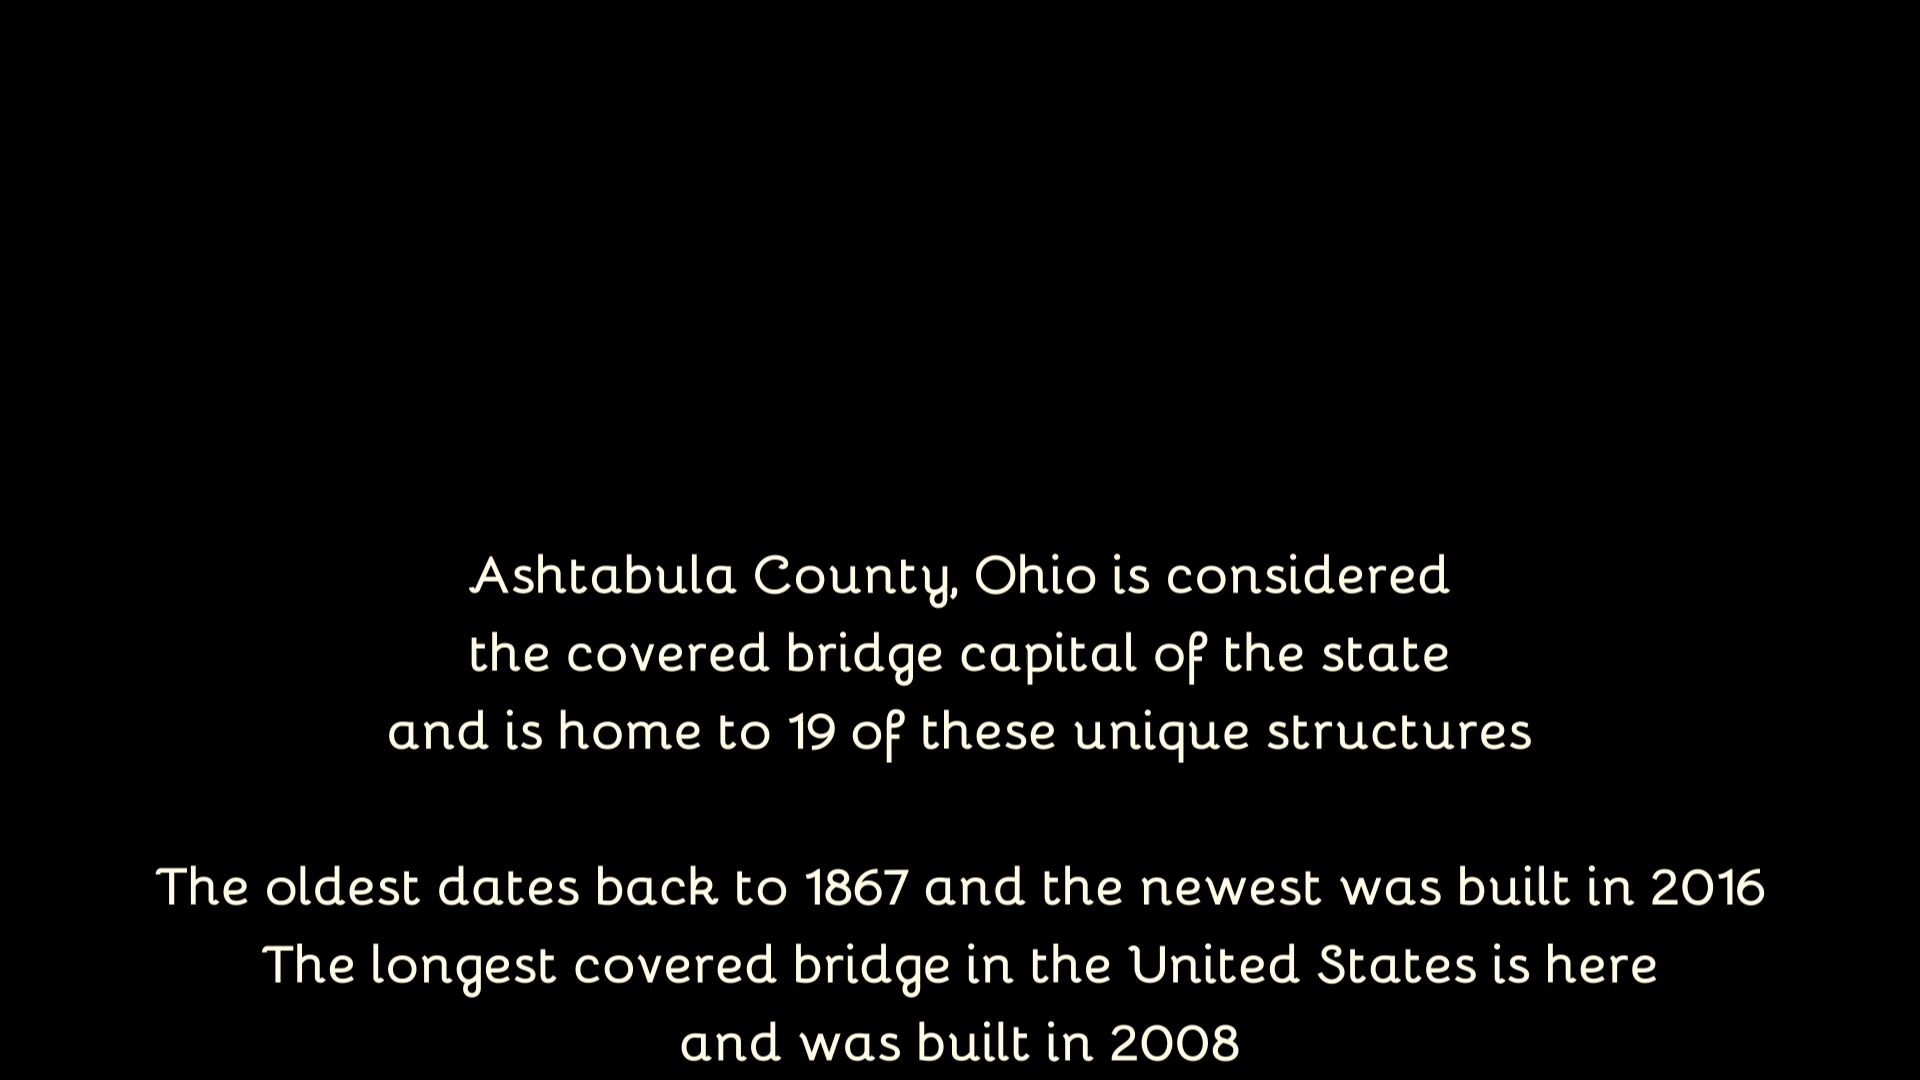 Ashtabula County, Ohio is considered
the covered bridge capital of the state
and is home to 19 of these unique structures
The oldest dates back to 1867 and the newest was built in 2016
The longest covered bridge in the United States is here
and was built in 2008